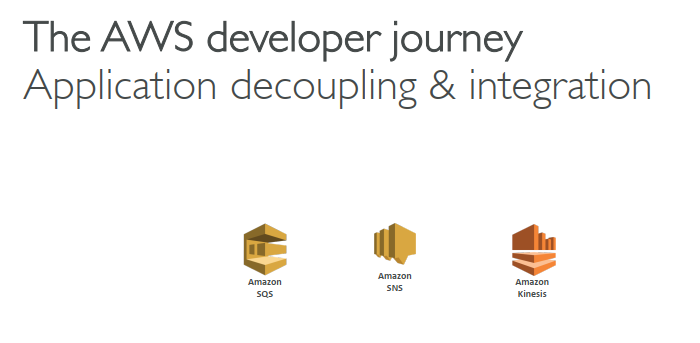 The AWS developer journey
Application decoupling & integration
Amazon
SQS
Amazon
SNS
Amazon
Kinesis